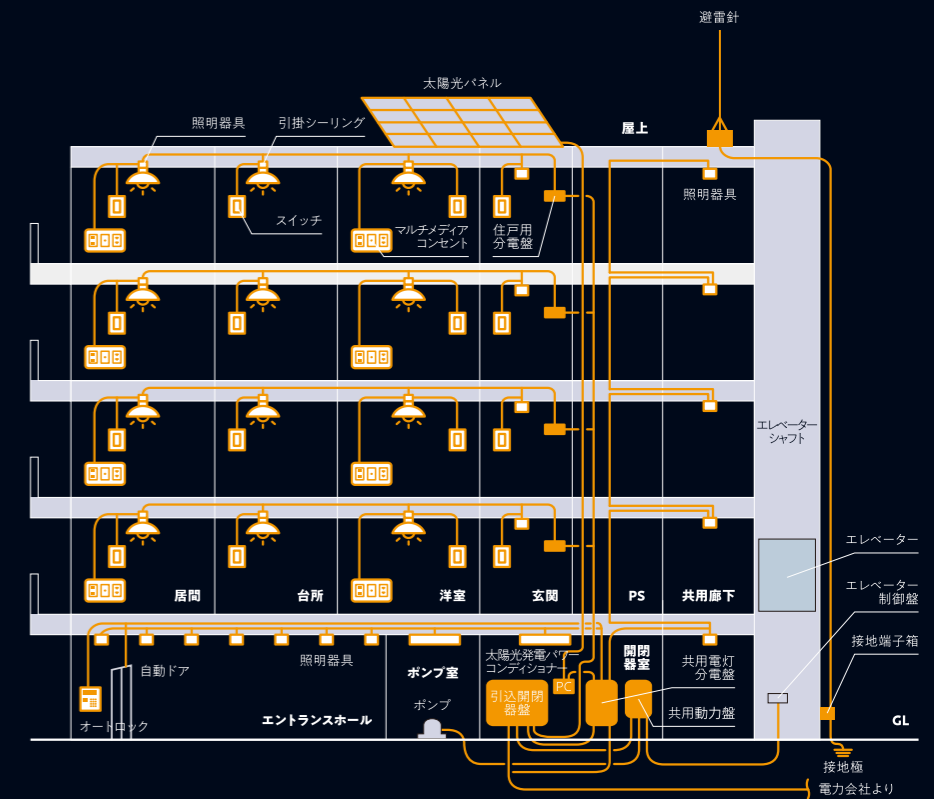 避雷針
太陽光パネル
照明器具
引掛シーリング
屋上
照明器具
スイッチ
マルチメディア
コンセント
住戸用
分電盤
エレベーター
シャフト
エレベーター
エレベーター
制御盤
居間
台所
洋室
玄関
PS
共用廊下
接地端子箱
自動ドア
照明器具
ポンプ室
太陽光発電パワー
コンディショナー
開閉
器室
共用電灯
分電盤
PC
引込開閉
器盤
ポンプ
共用動力盤
オートロック
エントランスホール
GL
接地極
電力会社より